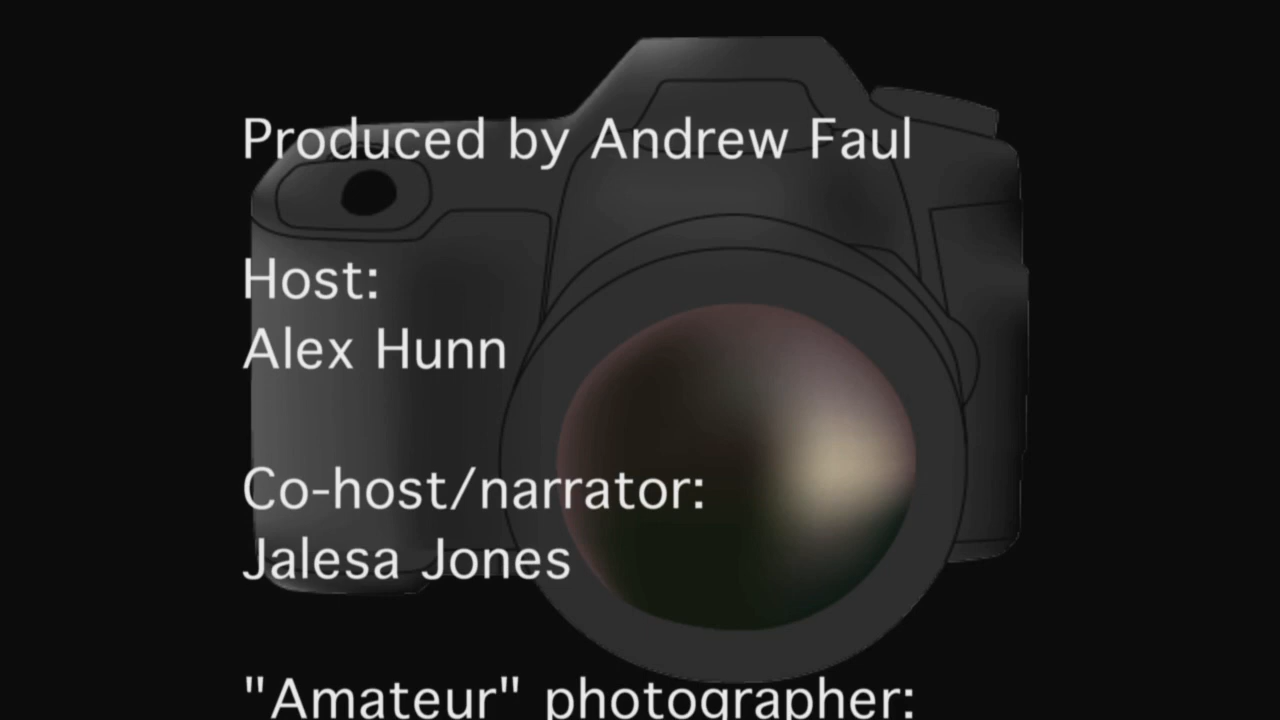 Produced by Andrew Faul
Host:
Alex Hunn
Co-host/narrator:
Jalesa Jones
"Amateur" photographer: